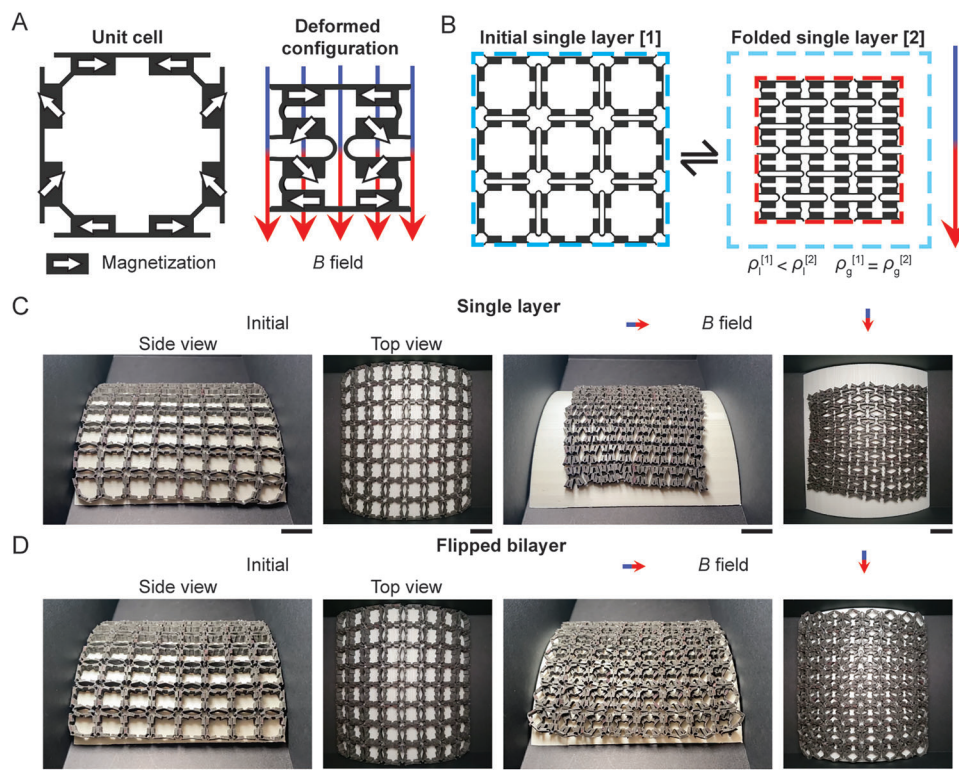 A
Unit cell
Deformed
configuration
Magnetization
B field
B
Initial single layer [1]
Folded single layer [2]
ρl[1] < ρl[2] ρg[1] = ρg[2]
C
Single layer
Initial
B field
Side view
Top view
D
Flipped bilayer
Initial
B field
Side view
Top view